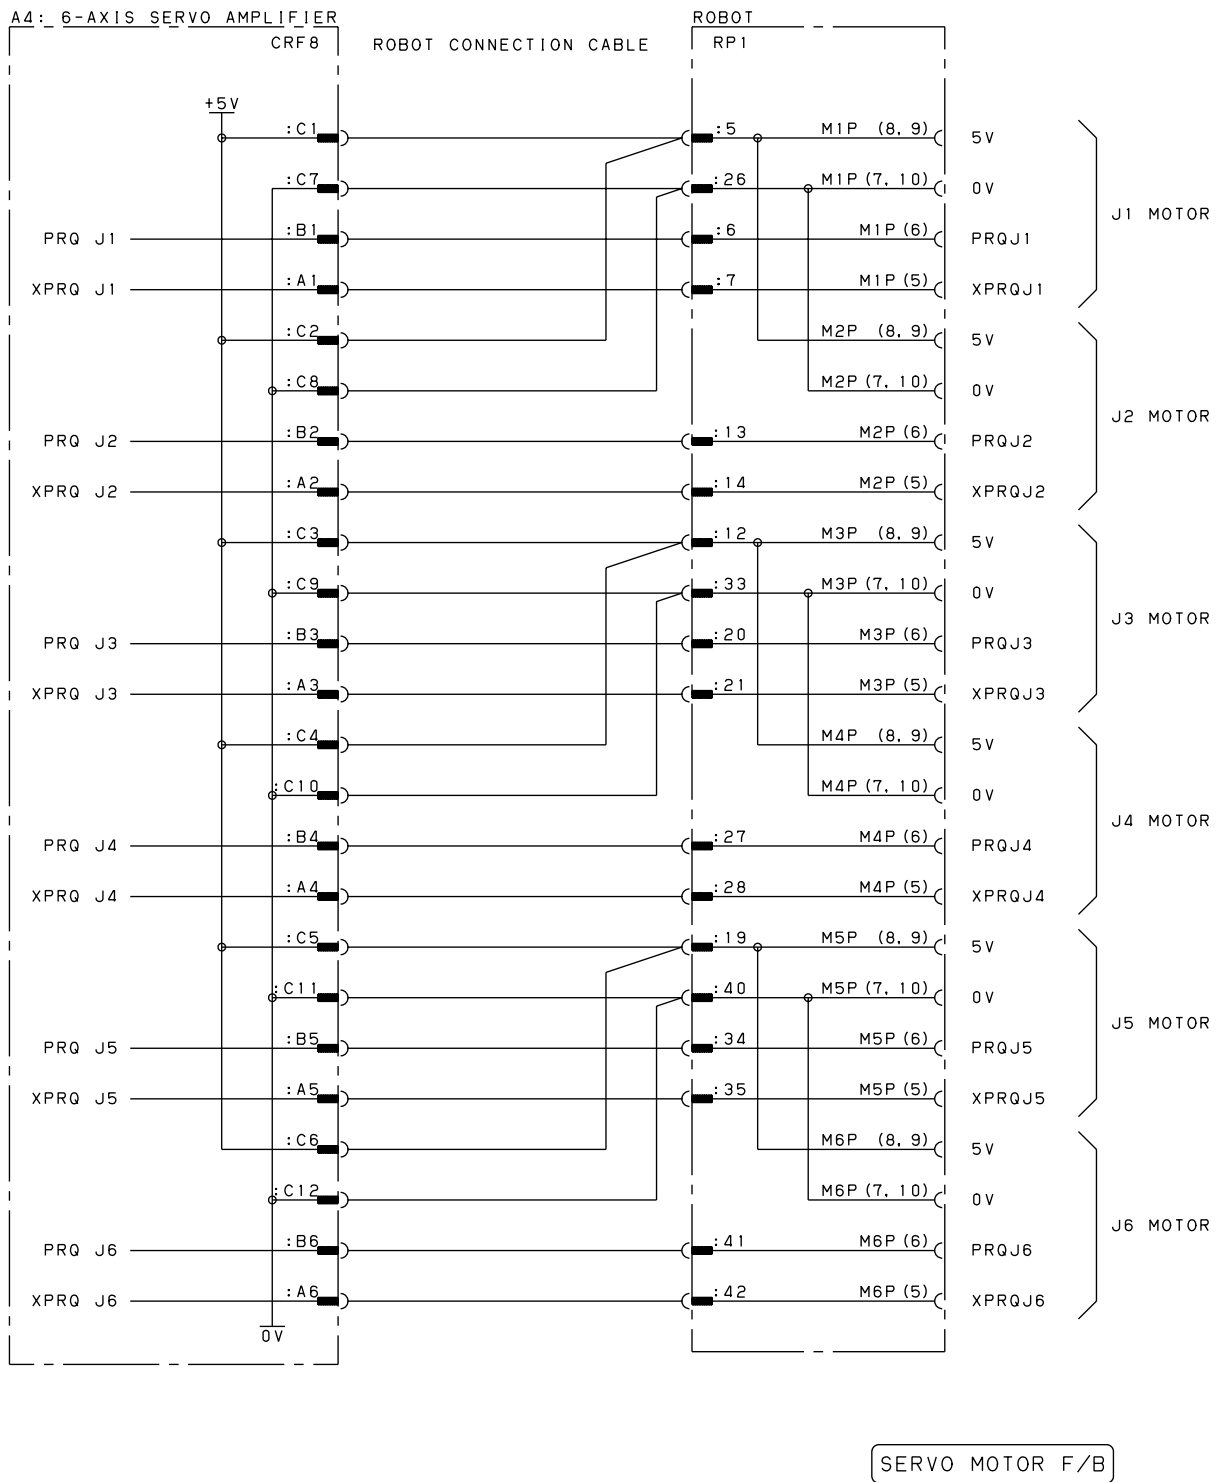 A4: 6-AXIS SERVO AMPLIFIER ROBOT
CRF8 ROBOT CONNECTION CABLE RP1
+5V
:C1 :5 M1P (8, 9) 5V
:C7 :26 M1P (7, 10) 0V
J1 MOTOR
PRQ J1 :B1 :6 M1P (6) PRQJ1
XPRQ J1 :A1 :7 M1P (5) XPRQJ1
:C2 M2P (8, 9) 5V
:C8 M2P (7, 10) 0V
J2 MOTOR
PRQ J2 :B2 :13 M2P (6) PRQJ2
XPRQ J2 :A2 :14 M2P (5) XPRQJ2
:C3 :12 M3P (8, 9) 5V
:C9 :33 M3P (7, 10) 0V
J3 MOTOR
PRQ J3 :B3 :20 M3P (6) PRQJ3
XPRQ J3 :A3 :21 M3P (5) XPRQJ3
:C4 M4P (8, 9) 5V
:C10 M4P (7, 10) 0V
J4 MOTOR
PRQ J4 :B4 :27 M4P (6) PRQJ4
XPRQ J4 :A4 :28 M4P (5) XPRQJ4
:C5 :19 M5P (8, 9) 5V
:C11 :40 M5P (7, 10) 0V
J5 MOTOR
PRQ J5 :B5 :34 M5P (6) PRQJ5
XPRQ J5 :A5 :35 M5P (5) XPRQJ5
:C6 M6P (8, 9) 5V
:C12 M6P (7, 10) 0V
J6 MOTOR
PRQ J6 :B6 :41 M6P (6) PRQJ6
XPRQ J6 :A6 :42 M6P (5) XPRQJ6
0V
SERVO MOTOR F/B